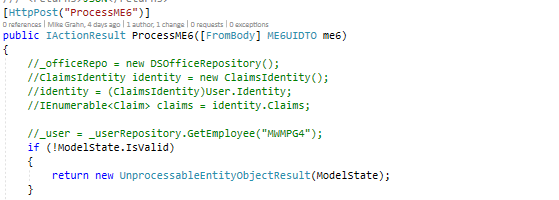 [HttpPost("ProcessME6")]
0 references | Mike Grahn, 4 days ago | 1 author, 1 change | 0 requests | 0 exceptions
public IActionResult ProcessME6([FromBody] ME6UIDTO me6)
{
//_officeRepo = new DSOfficeRepository();
//ClaimsIdentity identity = new ClaimsIdentity();
//identity = (ClaimsIdentity)User.Identity;
//IEnumerable<Claim> claims = identity.Claims;
//_user = _userRepository.GetEmployee("MWMPG4");
if (!ModelState.IsValid)
{
return new UnprocessableEntityObjectResult(ModelState);
}